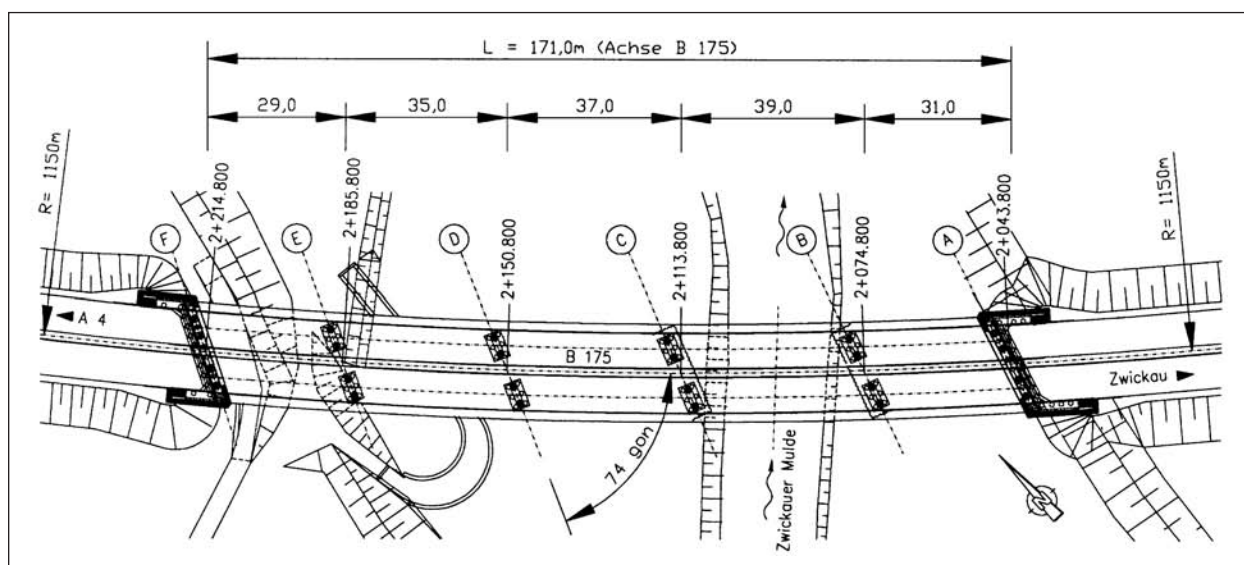 L = 171,0m (Achse B 175)
29,0
35,0
37,0
39,0
31,0
R= 1150m
2+214.800
2+185.800
2+150.800
2+113.800
2+074.800
2+043.800
R= 1150m
F
E
D
C
B
A
A 4
B 175
Zwickau
74 gon
Zwickauer Mulde